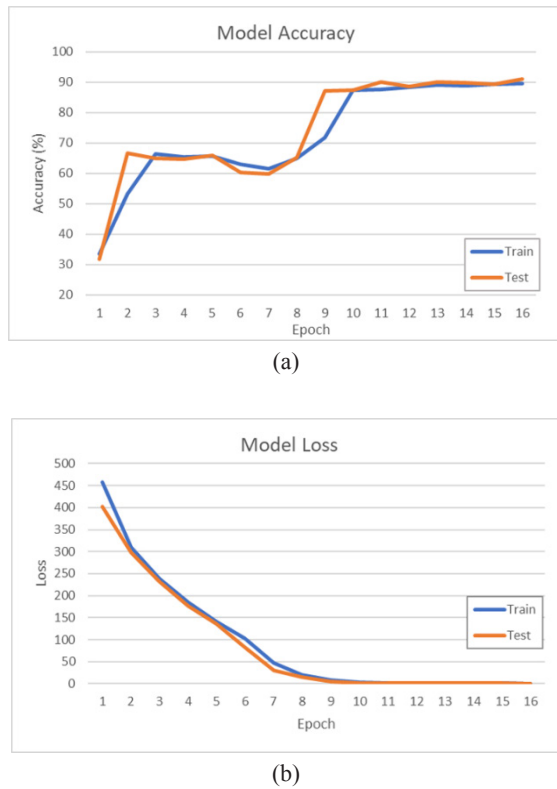 Model Accuracy
100
90
80
70
60
50
40
30
20
Accuracy (%)
Train
Test
1 2 3 4 5 6 7 8 9 10 11 12 13 14 15 16
Epoch
(a)
Model Loss
500
450
400
350
300
250
200
150
100
50
0
Loss
Train
Test
1 2 3 4 5 6 7 8 9 10 11 12 13 14 15 16
Epoch
(b)